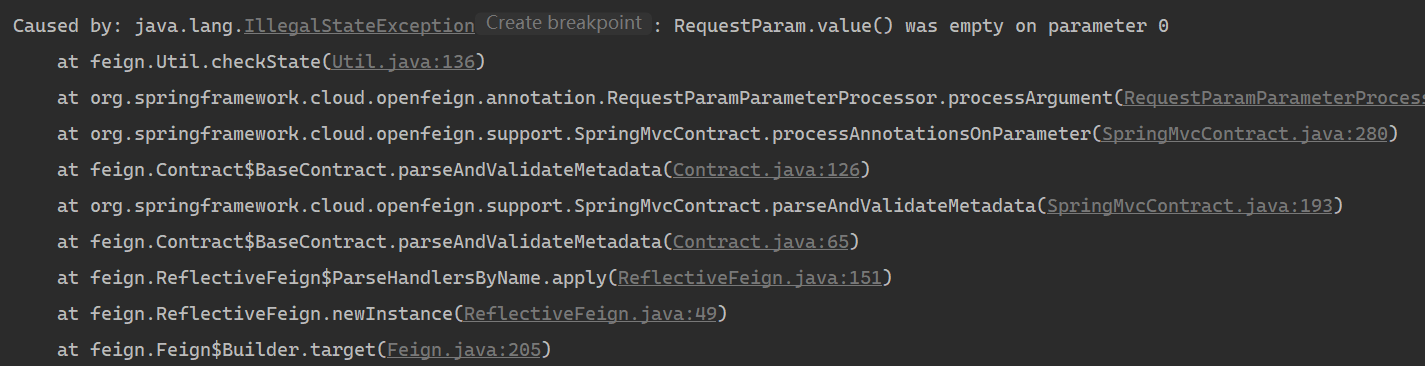 Caused by: java.lang.IllegalStateException Create breakpoint : RequestParam.value() was empty on parameter 0
at feign.Util.checkState(Util.java:136)
at org.springframework.cloud.openfeign.annotation.RequestParamParameterProcessor.processArgument(RequestParamParameterProcess
at org.springframework.cloud.openfeign.support.SpringMvcContract.processAnnotationsOnParameter(SpringMvcContract.java:280)
at feign.Contract$BaseContract.parseAndValidateMetadata(Contract.java:126)
at org.springframework.cloud.openfeign.support.SpringMvcContract.parseAndValidateMetadata(SpringMvcContract.java:193)
at feign.Contract$BaseContract.parseAndValidateMetadata(Contract.java:65)
at feign.ReflectiveFeign$ParseHandlersByName.apply(ReflectiveFeign.java:151)
at feign.ReflectiveFeign.newInstance(ReflectiveFeign.java:49)
at feign.Feign$Builder.target(Feign.java:205)